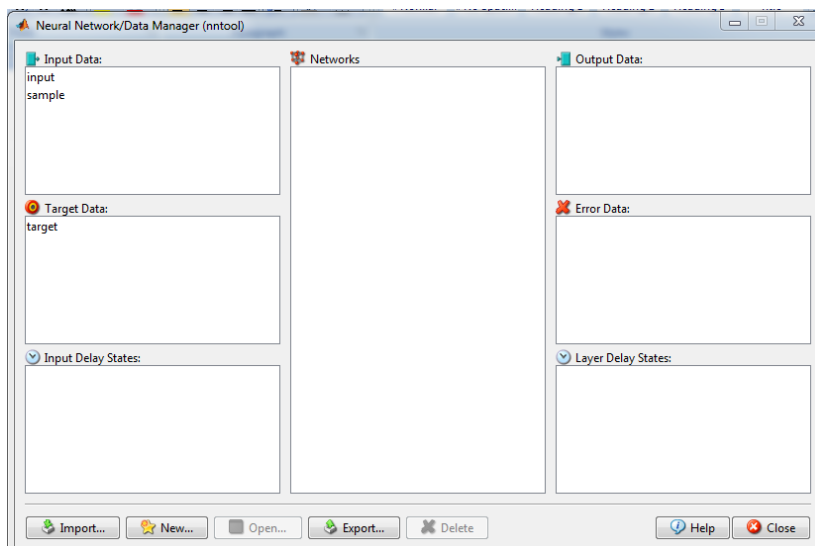 Neural Network/Data Manager (nntool)
Input Data:
input
sample
Networks
Output Data:
Target Data:
target
Error Data:
Input Delay States:
Layer Delay States:
Import...
New...
Open...
Export...
Delete
Help
Close